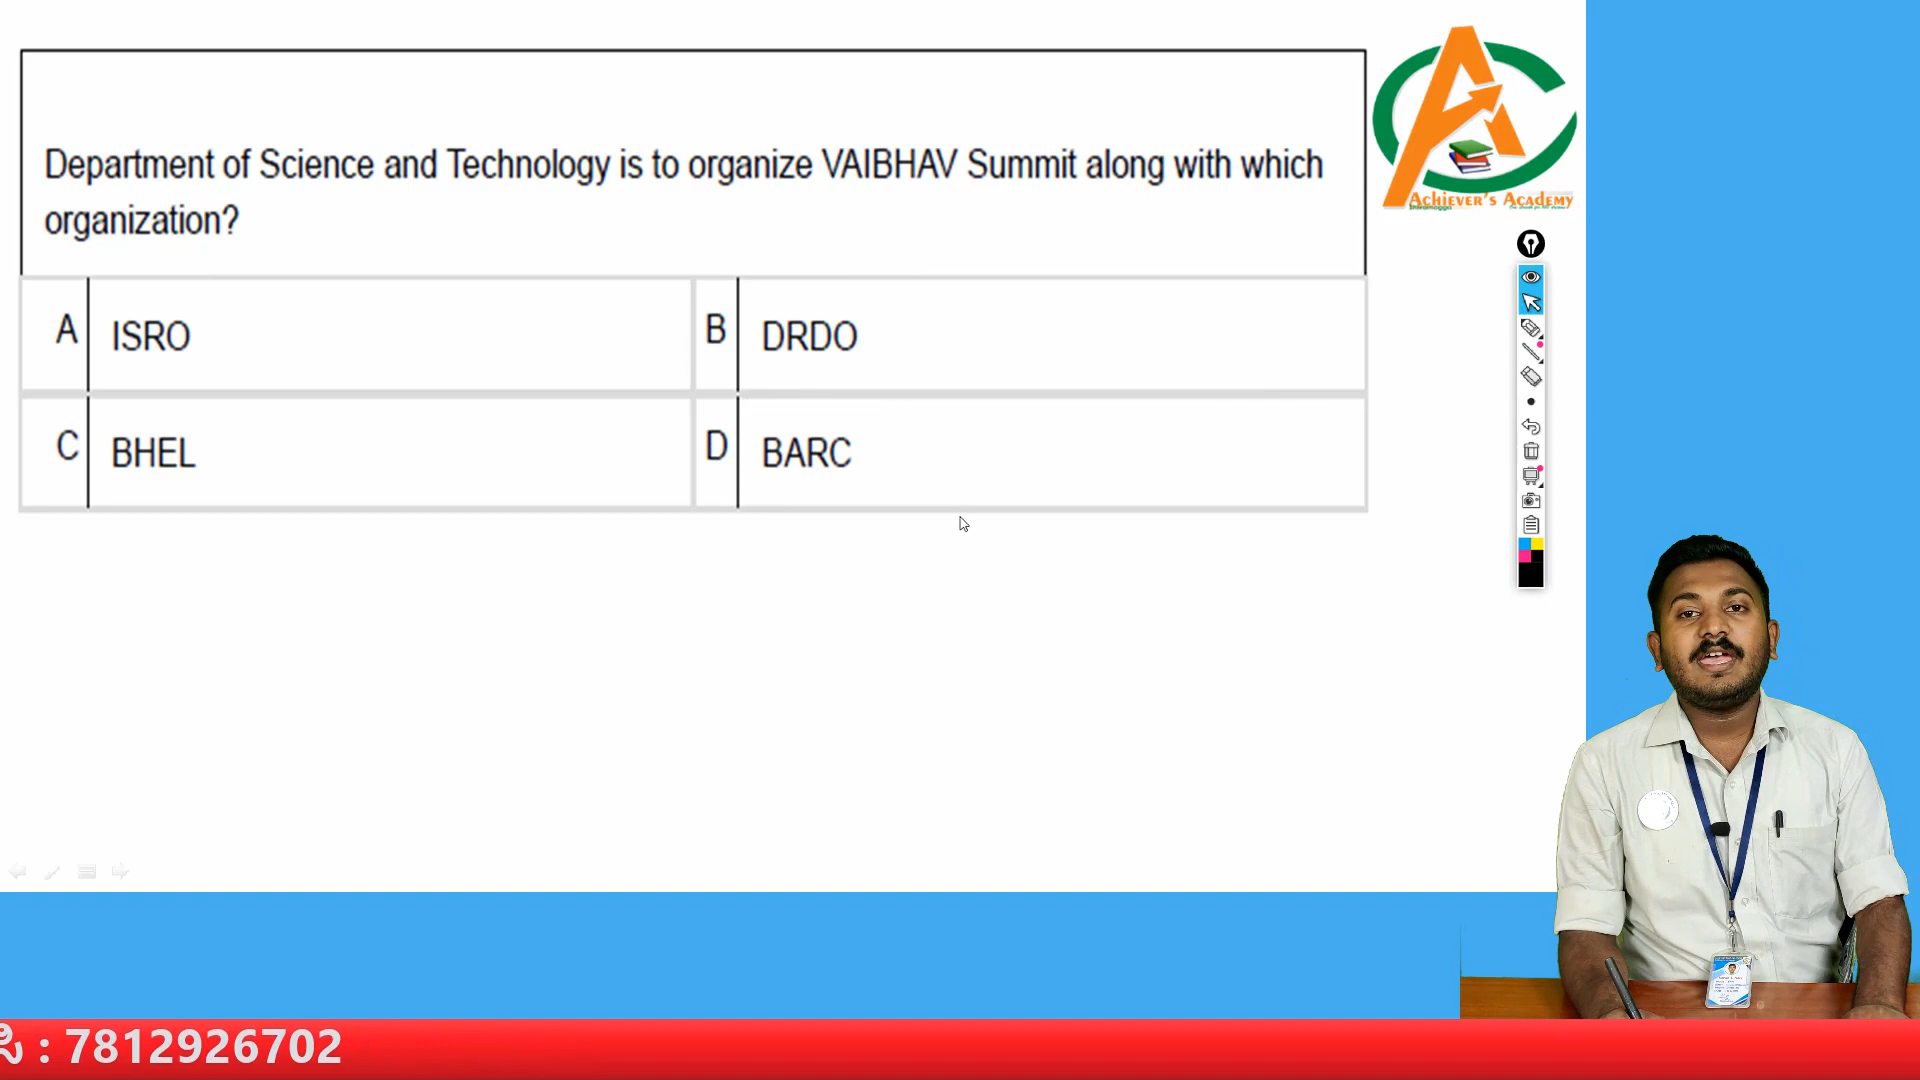 Department of Science and Technology is to organize VAIBHAV Summit along with which
organization?
A ISRO
B DRDO
C BHEL
D BARC
ACHIEVER'S ACADEMY
: 7812926702